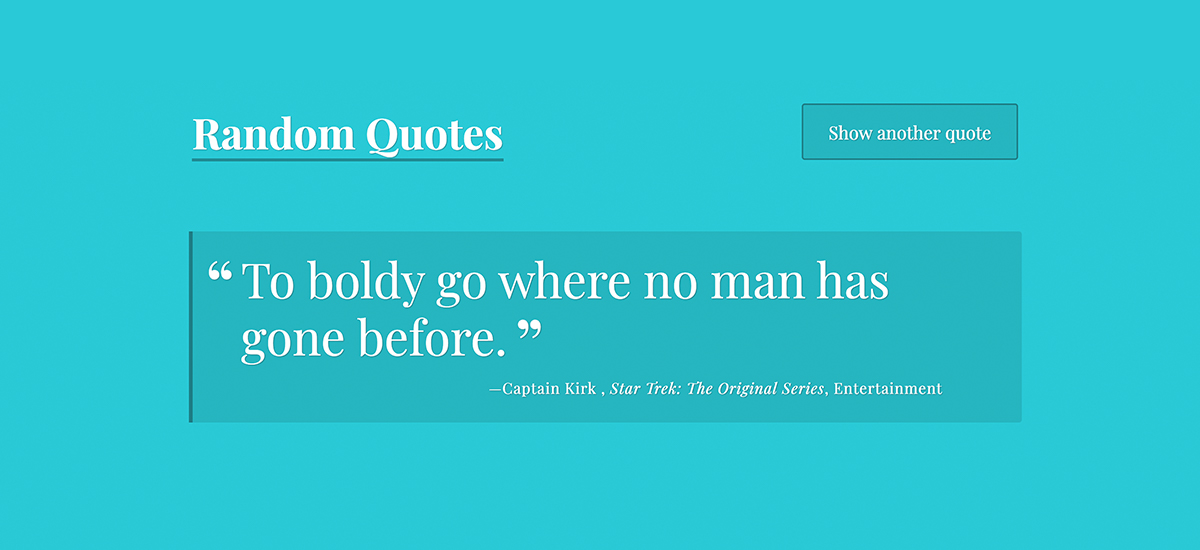 Random Quotes
Show another quote
“ To boldy go where no man has
gone before. ”
—Captain Kirk , Star Trek: The Original Series, Entertainment